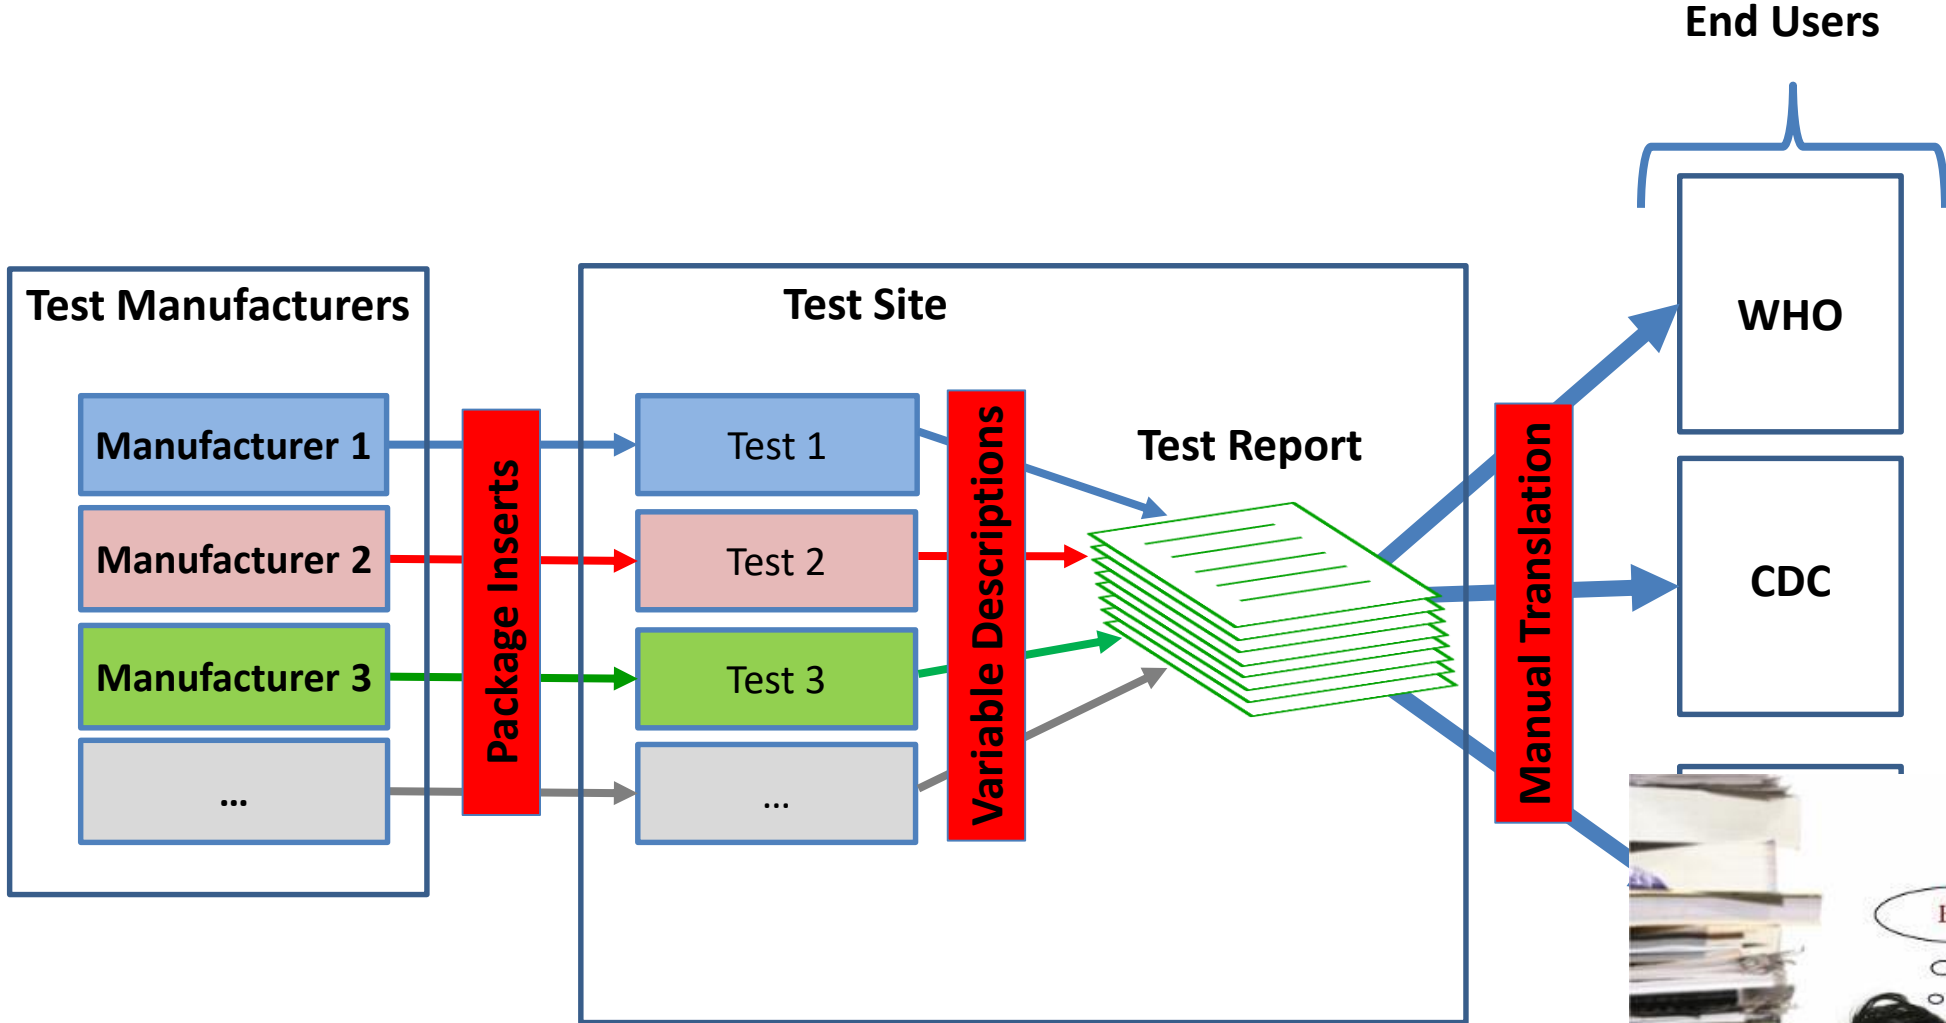 End Users
Test Manufacturers
Test Site
WHO
Manufacturer 1
Test 1
Test Report
Manufacturer 2
Test 2
CDC
Manufacturer 3
Test 3
...
...
Package Inserts
Variable Descriptions
Manual Translation